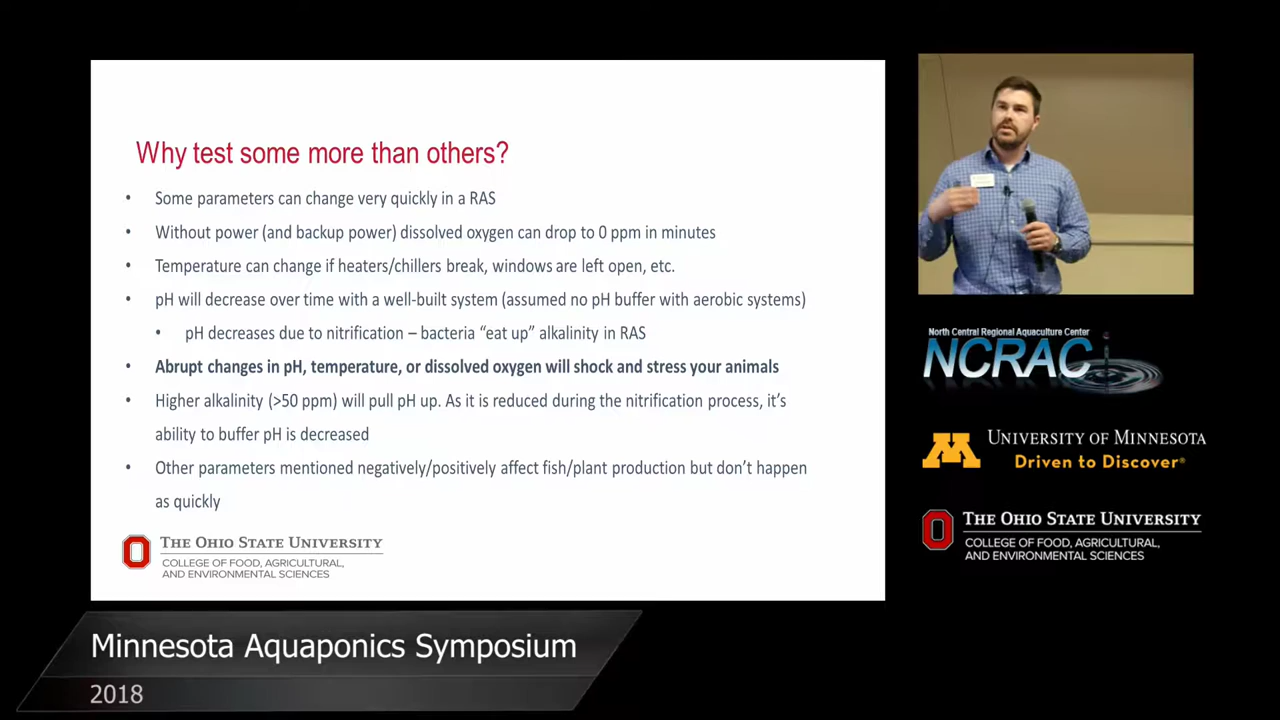 Why test some more than others?
• Some parameters can change very quickly in a RAS
• Without power (and backup power) dissolved oxygen can drop to 0 ppm in minutes
• Temperature can change if heaters/chillers break, windows are left open, etc.
• pH will decrease over time with a well-built system (assumed no pH buffer with aerobic systems)
• pH decreases due to nitrification – bacteria “eat up” alkalinity in RAS
• Abrupt changes in pH, temperature, or dissolved oxygen will shock and stress your animals
• Higher alkalinity (>50 ppm) will pull pH up. As it is reduced during the nitrification process, it’s
ability to buffer pH is decreased
• Other parameters mentioned negatively/positively affect fish/plant production but don’t happen
as quickly
THE OHIO STATE UNIVERSITY
COLLEGE OF FOOD, AGRICULTURAL,
AND ENVIRONMENTAL SCIENCES
North Central Regional Aquaculture Center
NCRAC
UNIVERSITY OF MINNESOTA
Driven to Discover®
THE OHIO STATE UNIVERSITY
COLLEGE OF FOOD, AGRICULTURAL,
AND ENVIRONMENTAL SCIENCES
Minnesota Aquaponics Symposium
2018